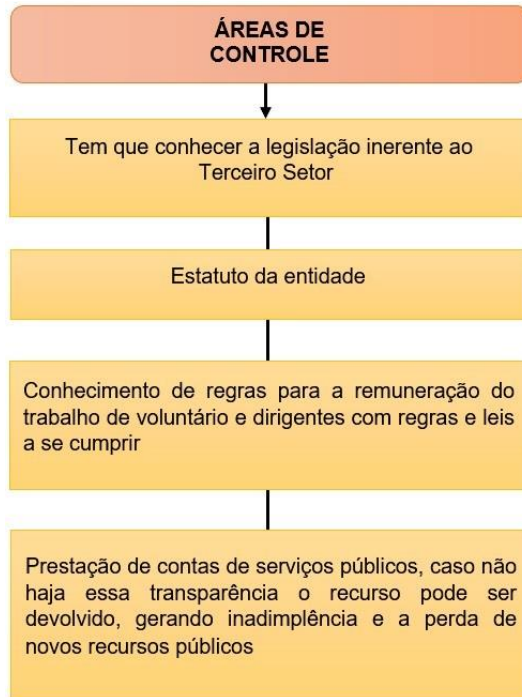 ÁREAS DE
CONTROLE
Tem que conhecer a legislação inerente ao
Terceiro Setor
Estatuto da entidade
Conhecimento de regras para a remuneração do
trabalho de voluntário e dirigentes com regras e leis
a se cumprir
Prestação de contas de serviços públicos, caso não
haja essa transparência o recurso pode ser
devolvido, gerando inadimplência e a perda de
novos recursos públicos